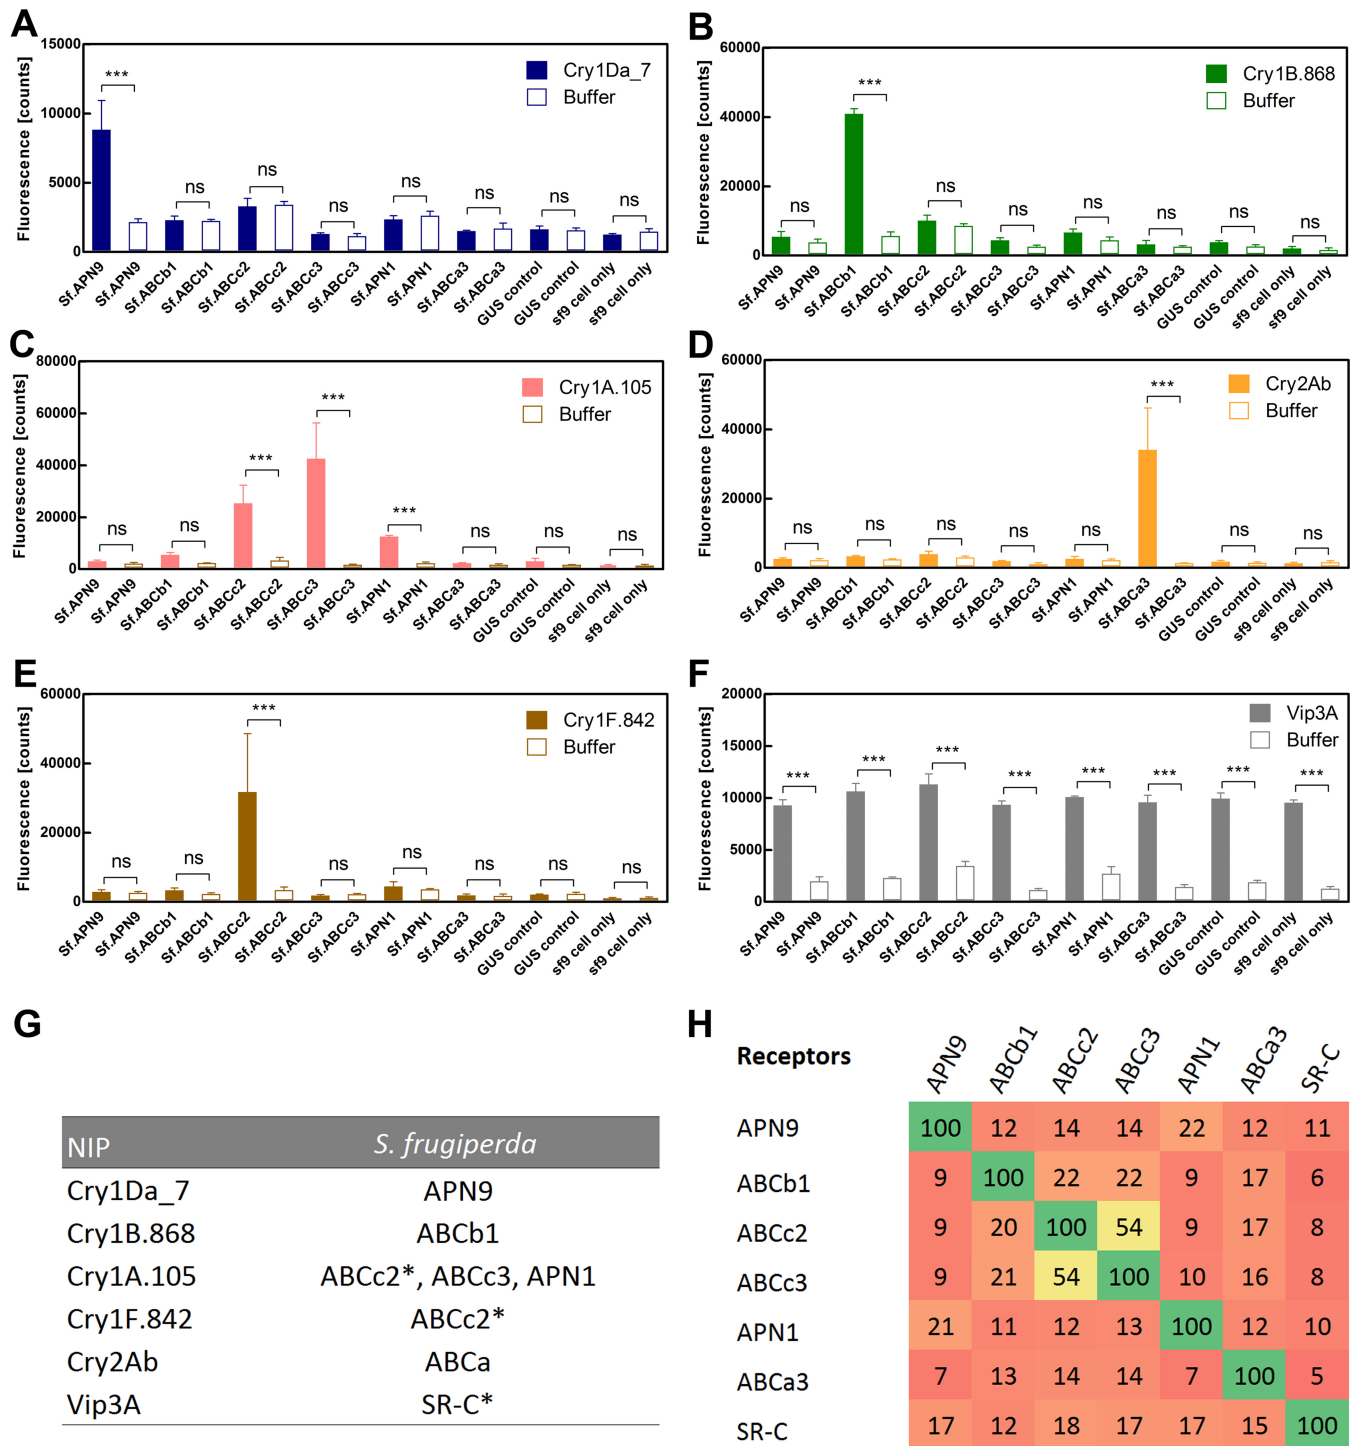 A
Fluorescence [counts]
15000
10000
5000
0
Cry1Da_7
Buffer
*** ns ns ns ns ns ns ns
Sf.APN9 Sf.APN9 Sf.ABCb1 Sf.ABCb1 Sf.ABCc2 Sf.ABCc2 Sf.ABCc3 Sf.ABCc3 Sf.APN1 Sf.APN1 Sf.ABCa3 Sf.ABCa3 GUS control GUS control sf9 cell only sf9 cell only
B
Fluorescence [counts]
60000
40000
20000
0
Cry1B.868
Buffer
ns *** ns ns ns ns ns ns
Sf.APN9 Sf.APN9 Sf.ABCb1 Sf.ABCb1 Sf.ABCc2 Sf.ABCc2 Sf.ABCc3 Sf.ABCc3 Sf.APN1 Sf.APN1 Sf.ABCa3 Sf.ABCa3 GUS control GUS control sf9 cell only sf9 cell only
C
Fluorescence [counts]
80000
60000
40000
20000
0
Cry1A.105
Buffer
ns ns *** *** *** ns ns ns
Sf.APN9 Sf.APN9 Sf.ABCb1 Sf.ABCb1 Sf.ABCc2 Sf.ABCc2 Sf.ABCc3 Sf.ABCc3 Sf.APN1 Sf.APN1 Sf.ABCa3 Sf.ABCa3 GUS control GUS control sf9 cell only sf9 cell only
D
Fluorescence [counts]
60000
40000
20000
0
Cry2Ab
Buffer
ns ns ns ns ns *** ns ns
Sf.APN9 Sf.APN9 Sf.ABCb1 Sf.ABCb1 Sf.ABCc2 Sf.ABCc2 Sf.ABCc3 Sf.ABCc3 Sf.APN1 Sf.APN1 Sf.ABCa3 Sf.ABCa3 GUS control GUS control sf9 cell only sf9 cell only
E
Fluorescence [counts]
60000
40000
20000
0
Cry1F.842
Buffer
ns ns *** ns ns ns ns ns
Sf.APN9 Sf.APN9 Sf.ABCb1 Sf.ABCb1 Sf.ABCc2 Sf.ABCc2 Sf.ABCc3 Sf.ABCc3 Sf.APN1 Sf.APN1 Sf.ABCa3 Sf.ABCa3 GUS control GUS control sf9 cell only sf9 cell only
F
Fluorescence [counts]
20000
15000
10000
5000
0
Vip3A
Buffer
*** *** *** *** *** *** *** ***
Sf.APN9 Sf.APN9 Sf.ABCb1 Sf.ABCb1 Sf.ABCc2 Sf.ABCc2 Sf.ABCc3 Sf.ABCc3 Sf.APN1 Sf.APN1 Sf.ABCa3 Sf.ABCa3 GUS control GUS control sf9 cell only sf9 cell only
G
NIP S. frugiperda
Cry1Da_7 APN9
Cry1B.868 ABCb1
Cry1A.105 ABCc2*, ABCc3, APN1
Cry1F.842 ABCc2*
Cry2Ab ABCa
Vip3A SR-C*
H
Receptors APN9 ABCb1 ABCc2 ABCc3 APN1 ABCa3 SR-C
APN9 100 12 14 14 22 12 11
ABCb1 9 100 22 22 9 17 6
ABCc2 9 20 100 54 9 17 8
ABCc3 9 21 54 100 10 16 8
APN1 21 11 12 13 100 12 10
ABCa3 7 13 14 14 7 100 5
SR-C 17 12 18 17 17 15 100